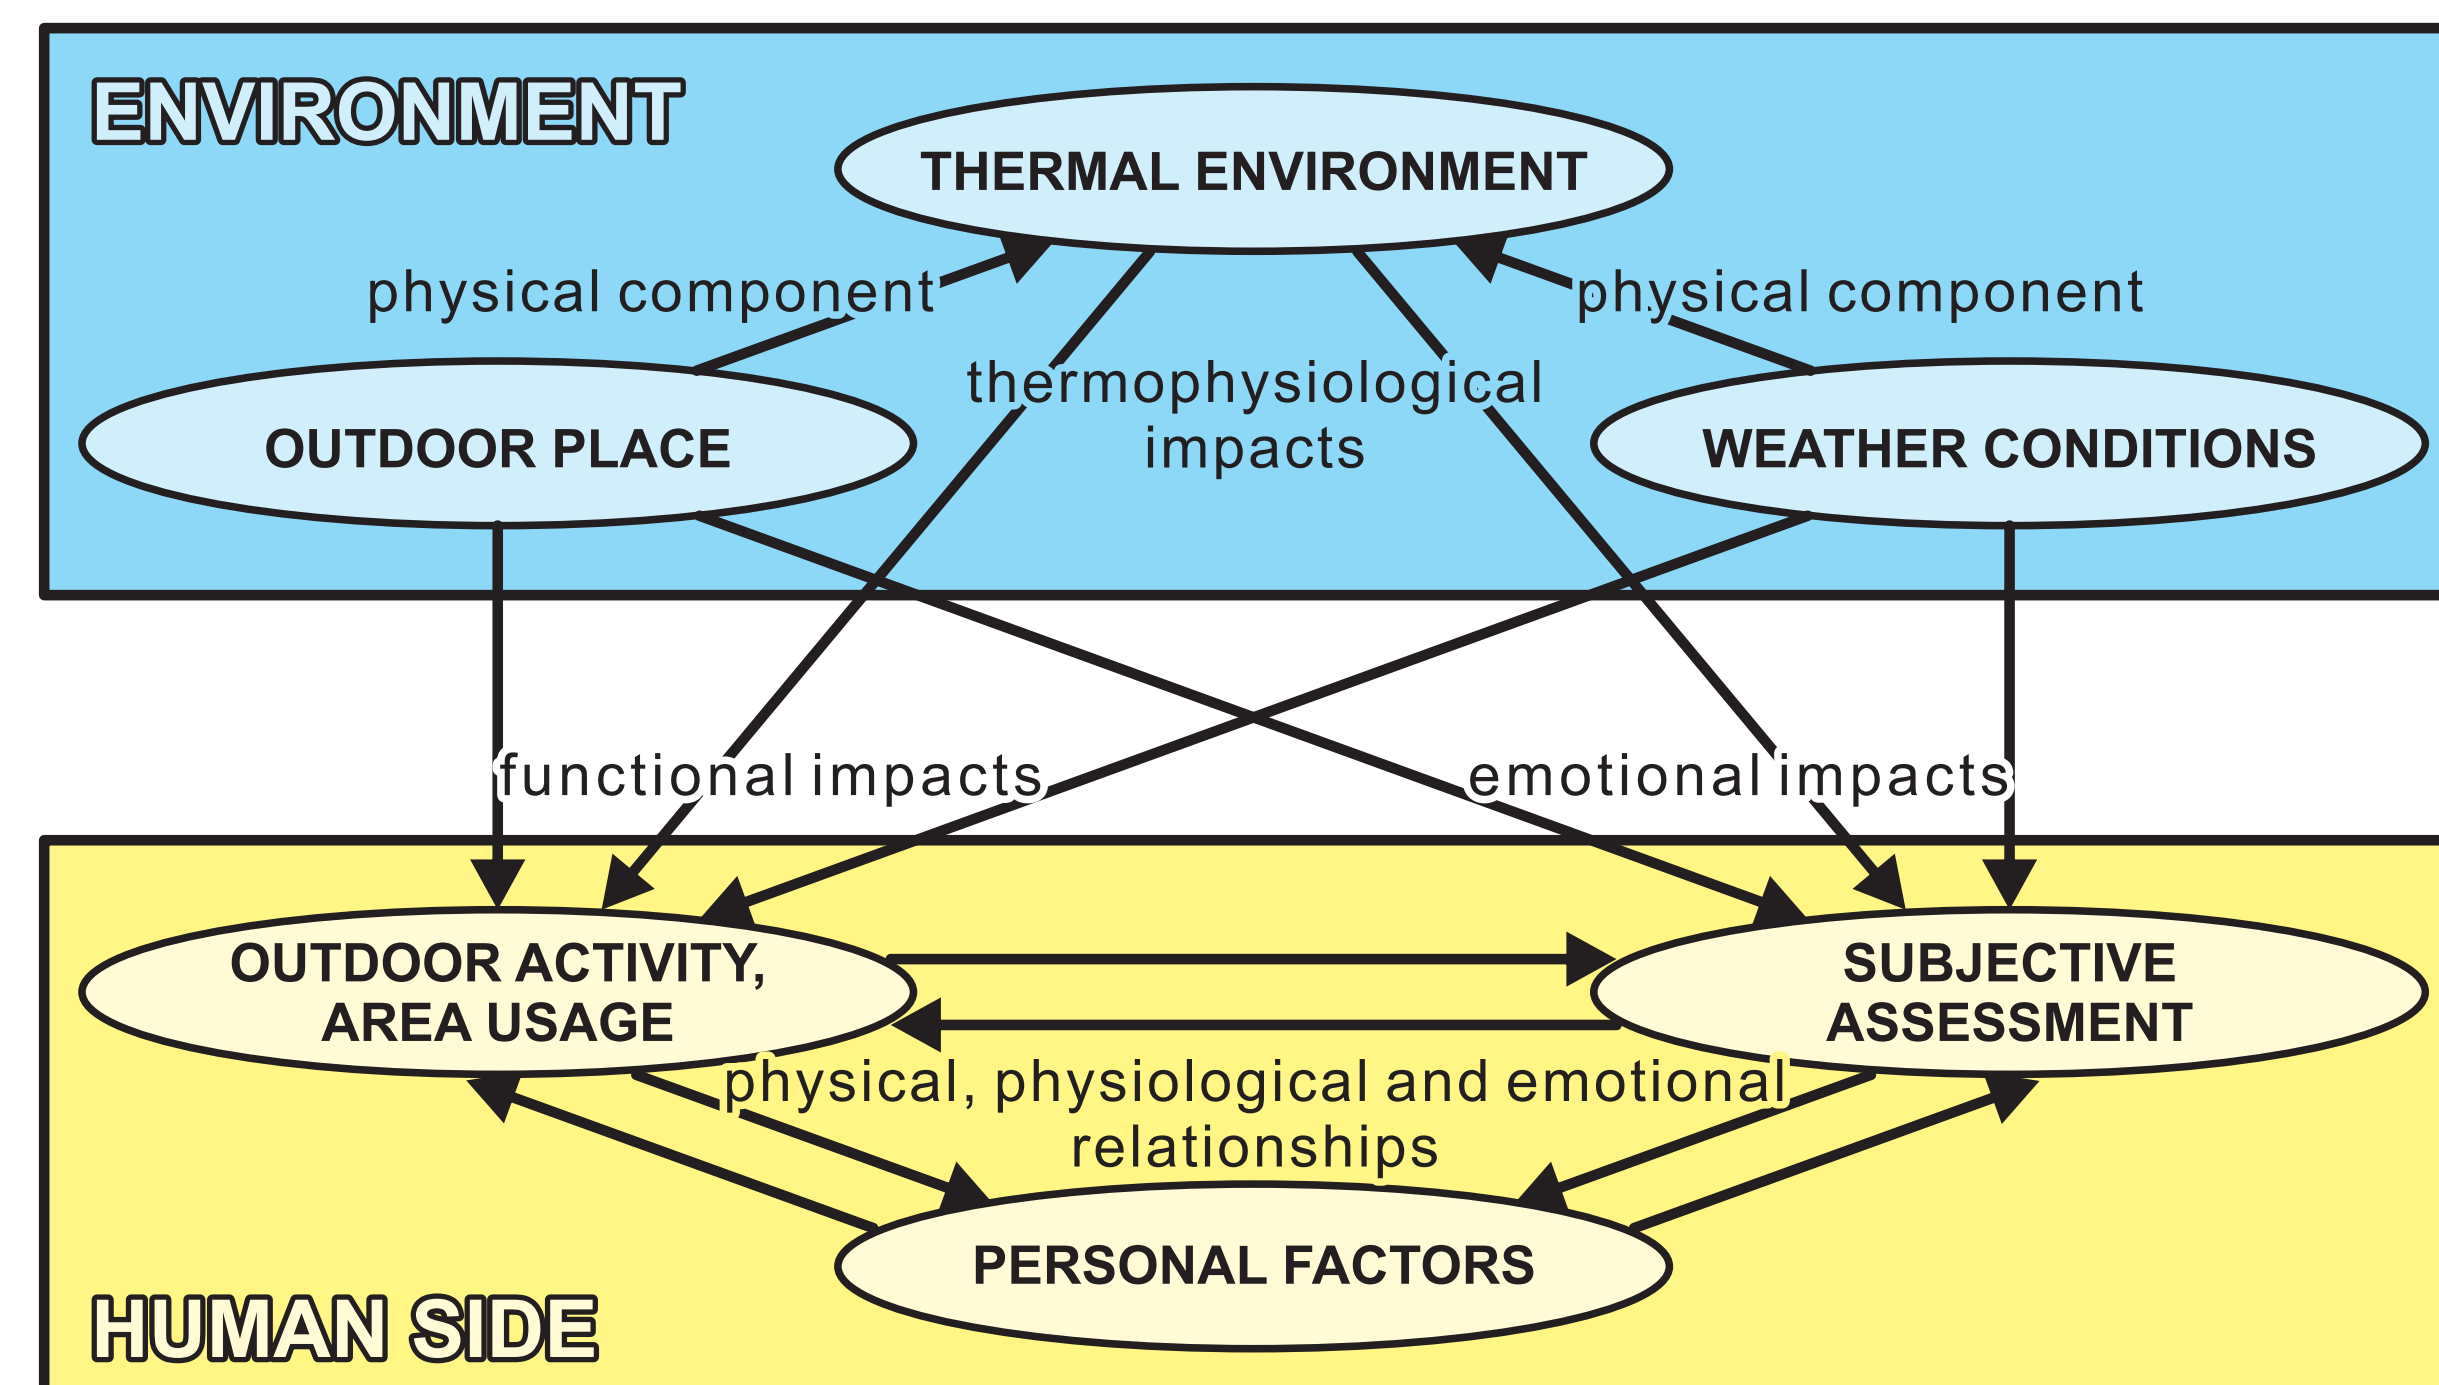 ENVIRONMENT
THERMAL ENVIRONMENT
physical component
physical component
thermophysiological
impacts
OUTDOOR PLACE
WEATHER CONDITIONS
functional impacts
emotional impacts
OUTDOOR ACTIVITY,
AREA USAGE
SUBJECTIVE
ASSESSMENT
physical, physiological and emotional
relationships
PERSONAL FACTORS
HUMAN SIDE